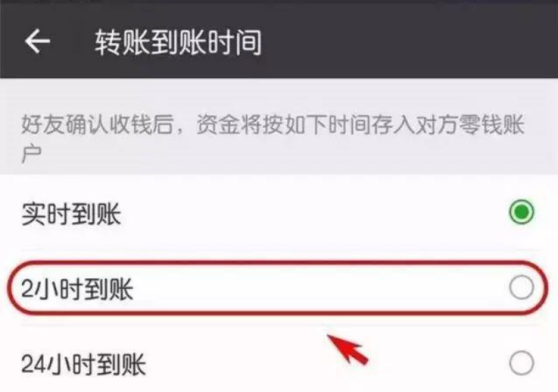 转账到账时间
好友确认收钱后，资金将按如下时间存入对方零钱账
户
实时到账
2小时到账
24小时到账